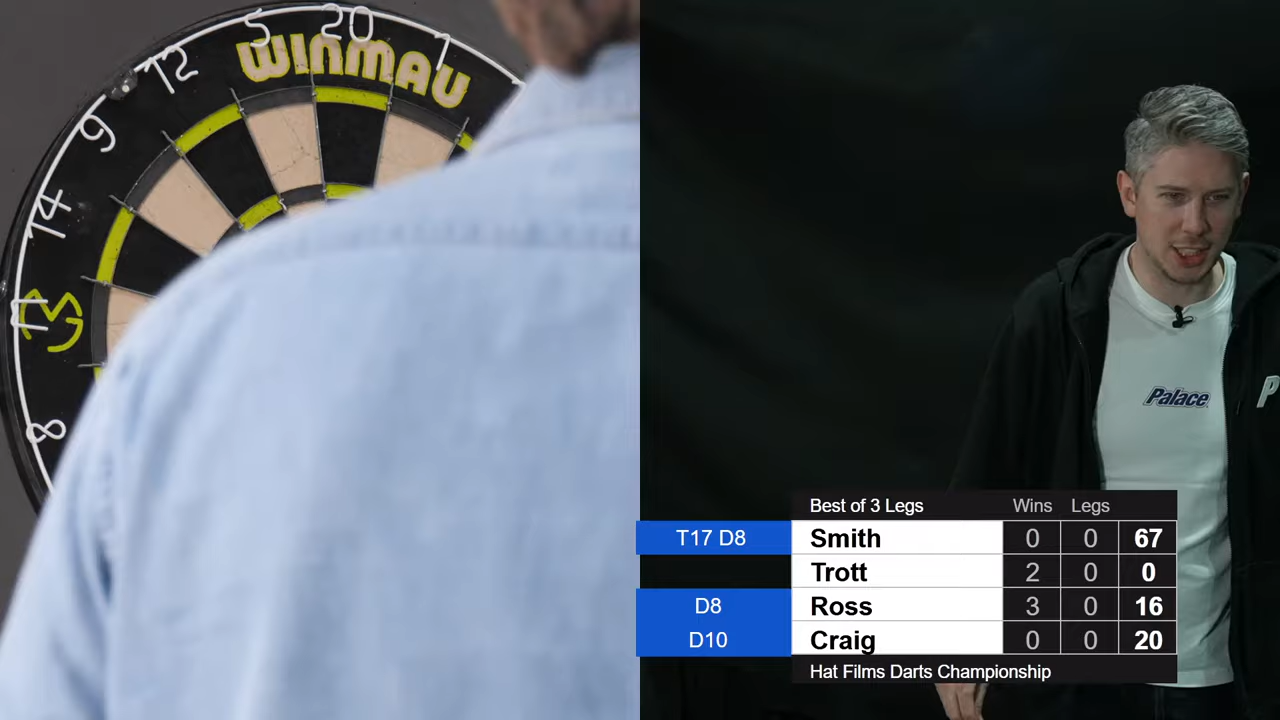 5 20 1
12
WINMAU
9
14
11
8
Palace
P
Best of 3 Legs Wins Legs
T17 D8 Smith 0 0 67
Trott 2 0 0
D8 Ross 3 0 16
D10 Craig 0 0 20
Hat Films Darts Championship